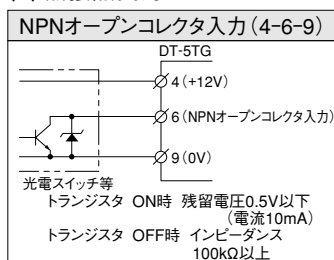 NPNオープンコレクタ入力(4-6-9)
DT-5TG
4(+12V)
6(NPNオープンコレクタ入力)
9(0V)
光電スイッチ等
トランジスタ ON時 残留電圧0.5V以下
(電流10mA)
トランジスタ OFF時 インピーダンス
100kΩ以上